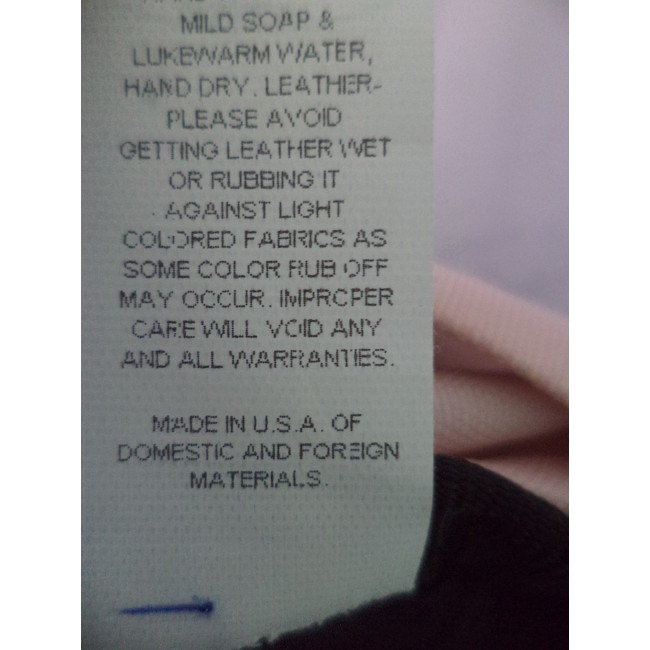 MILD SOAP &
LUKEWARM WATER,
HAND DRY. LEATHER-
PLEASE AVOID
GETTING LEATHER WET
OR RUBBING IT
AGAINST LIGHT
COLORED FABRICS AS
SOME COLOR RUB OFF
MAY OCCUR. IMPROPER
CARE WILL VOID ANY
AND ALL WARRANTIES.
MADE IN U.S.A. OF
DOMESTIC AND FOREIGN
MATERIALS.